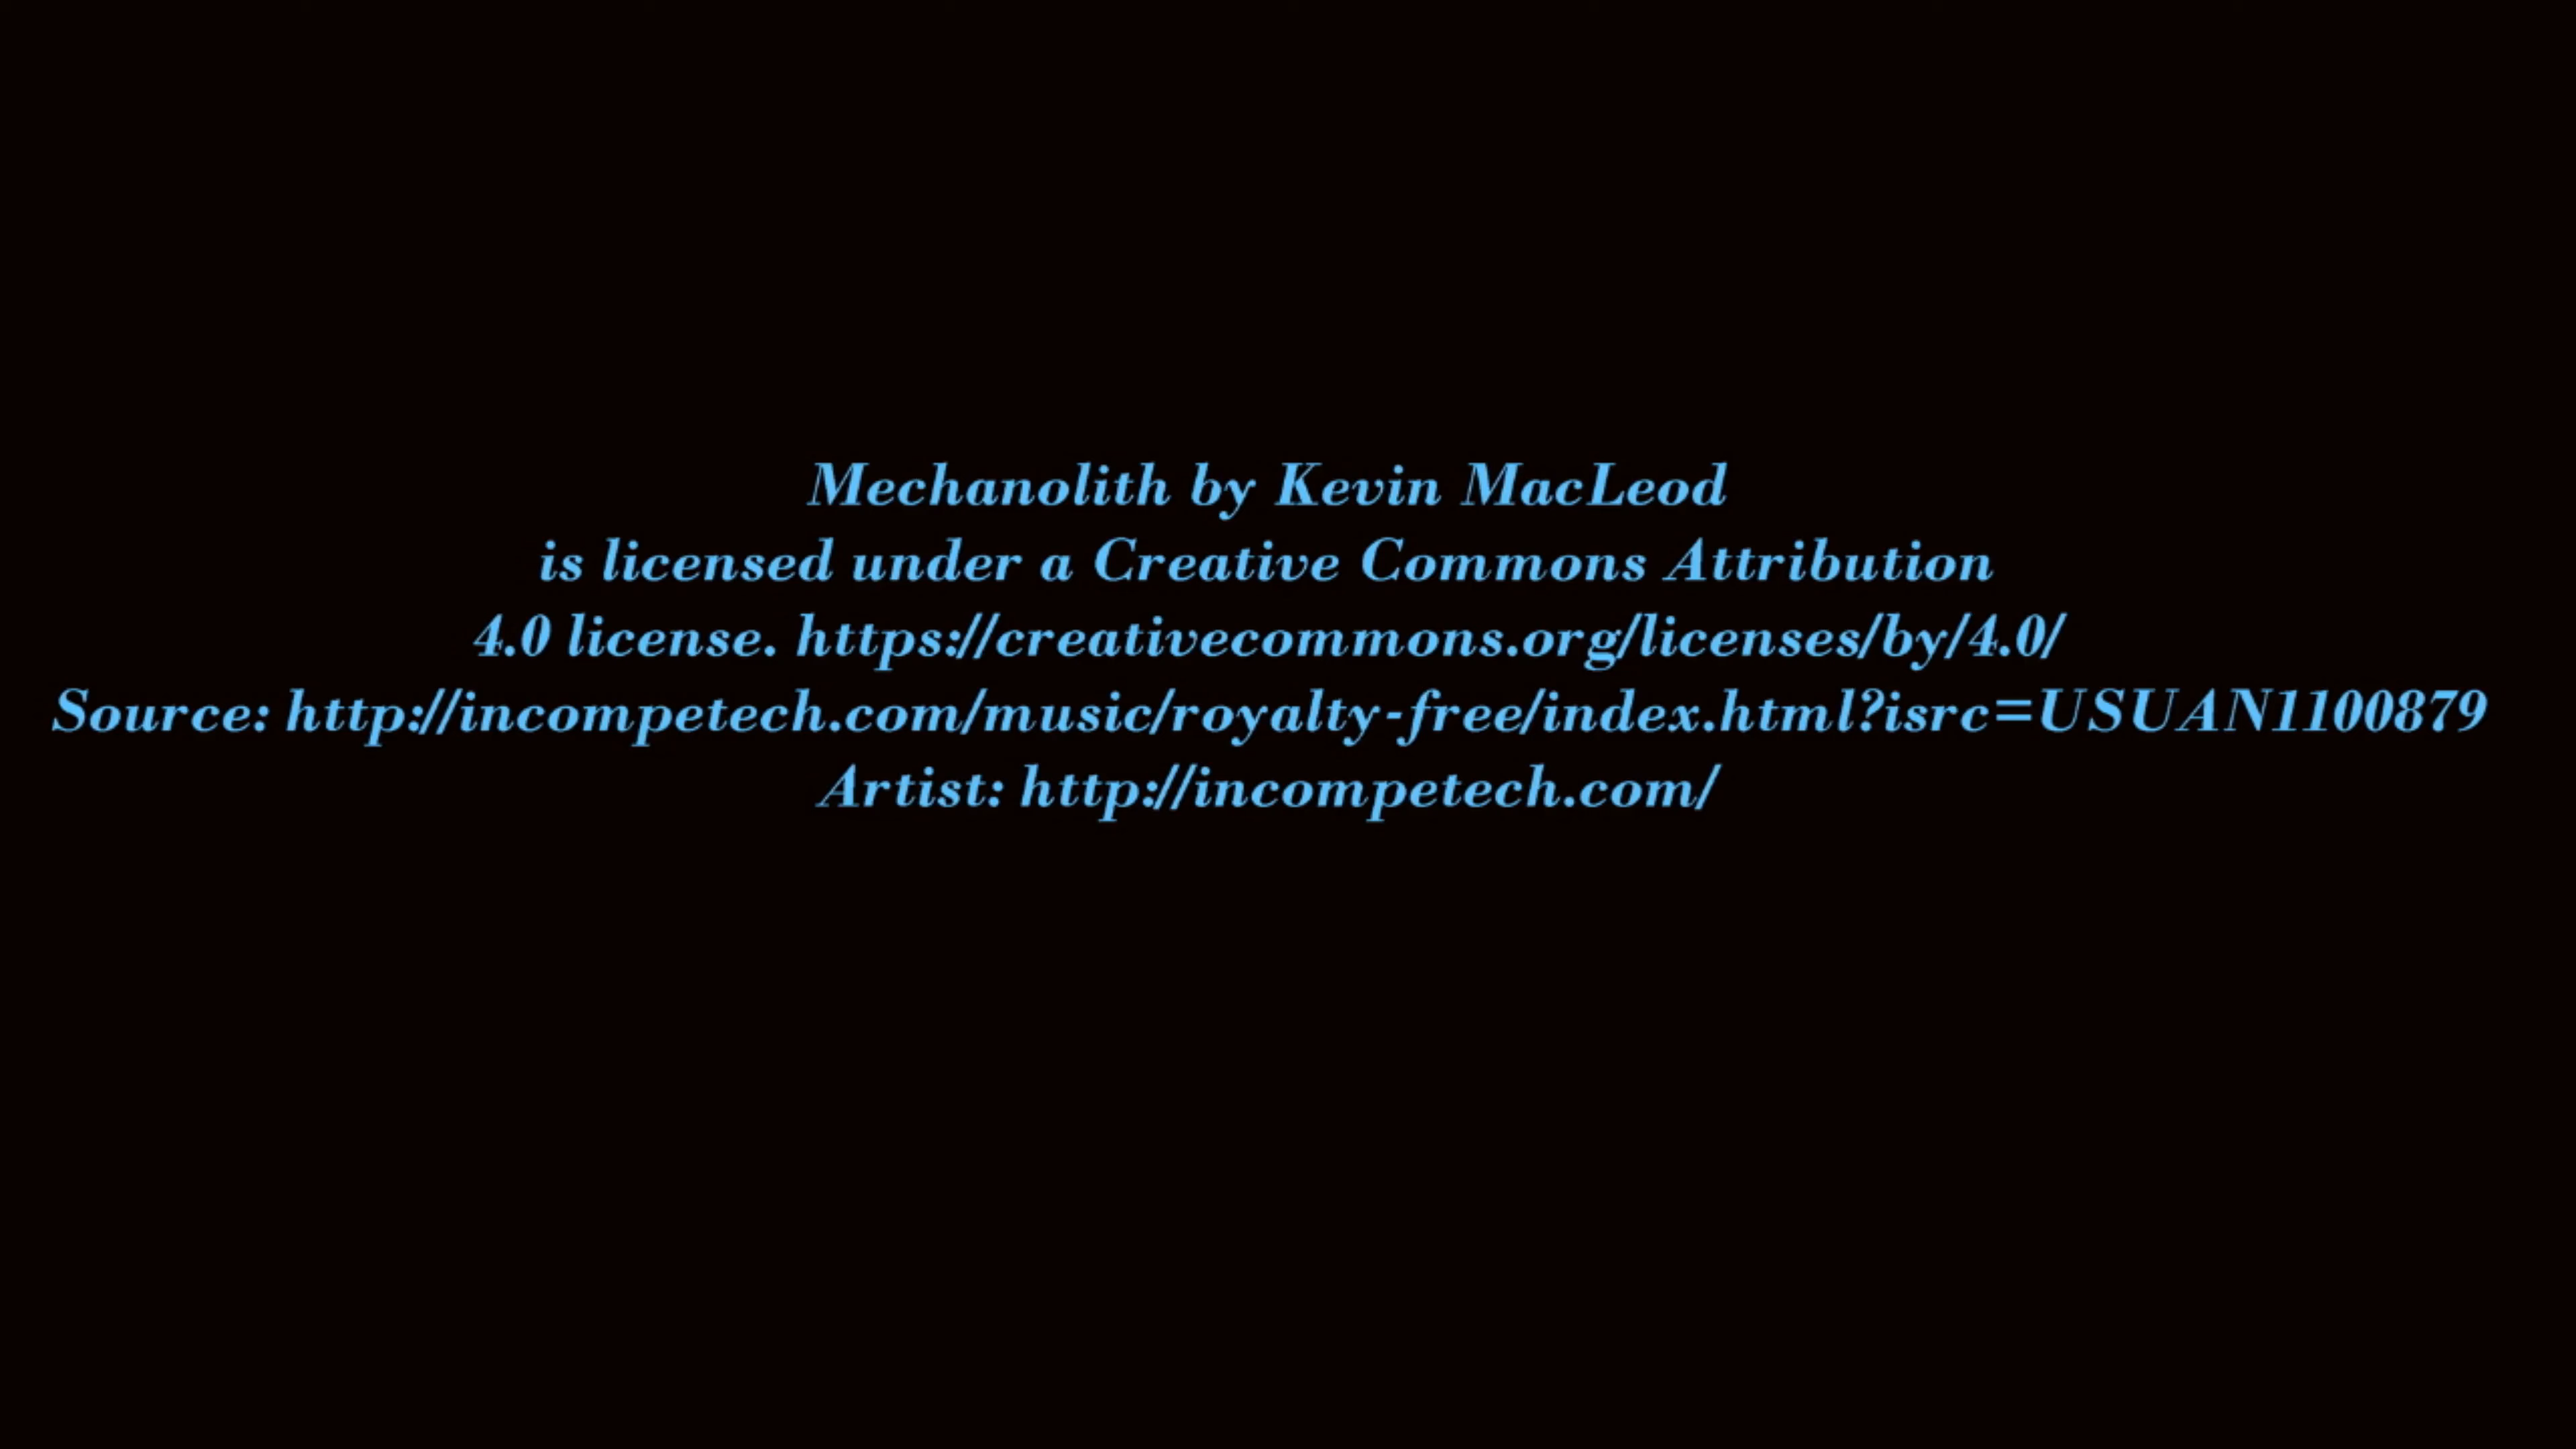 Mechanolith by Kevin MacLeod
is licensed under a Creative Commons Attribution
4.0 license. https://creativecommons.org/licenses/by/4.0/
Source: http://incompetech.com/music/royalty-free/index.html?isrc=USUAN1100879
Artist: http://incompetech.com/